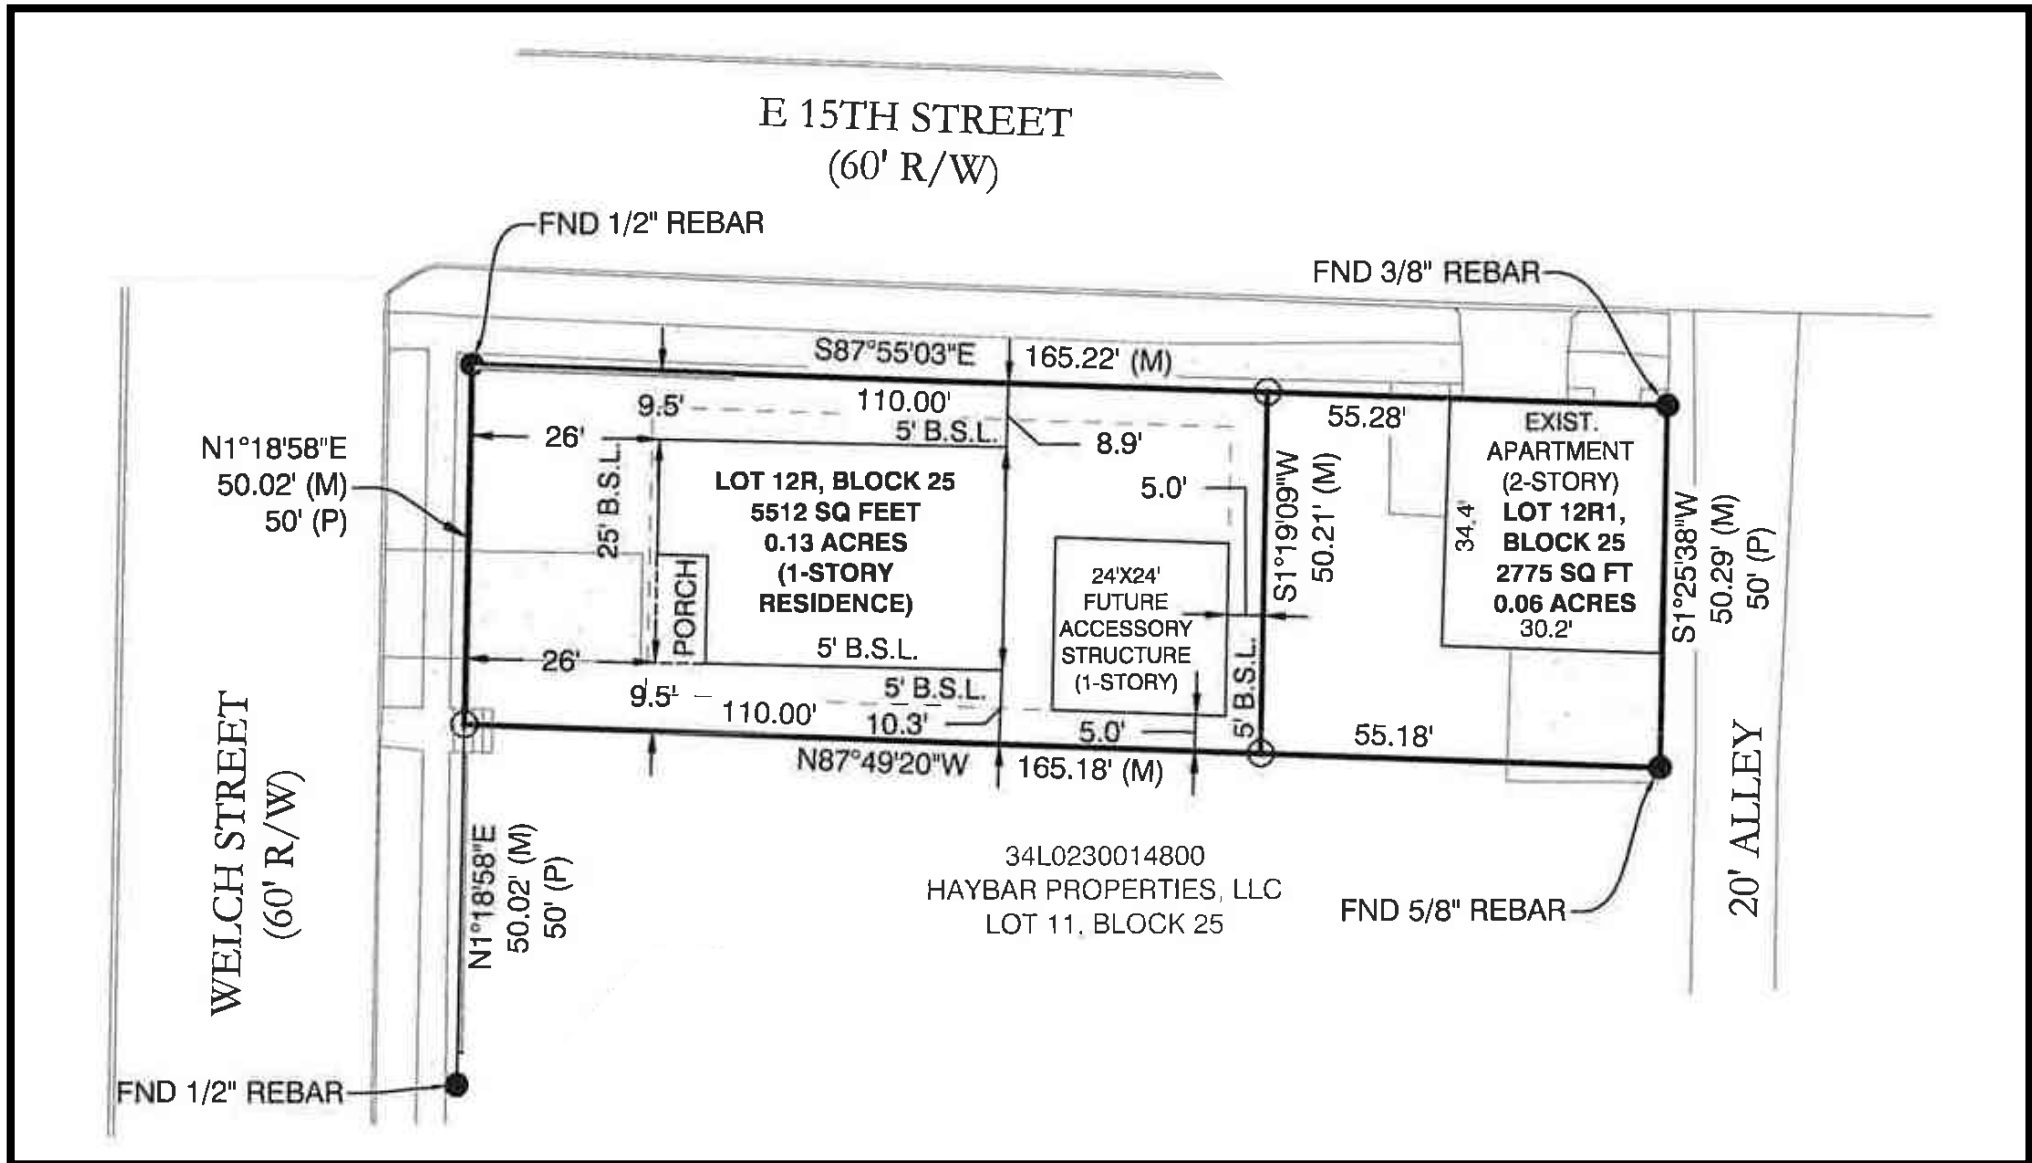 E 15TH STREET
(60' R/W)
FND 1/2" REBAR
FND 3/8" REBAR
S87°55'03"E
165.22' (M)
9.5'
110.00'
55.28'
26'
5' B.S.L.
8.9'
5.0'
N1°18'58"E
50.02' (M)
50' (P)
25' B.S.L.
LOT 12R, BLOCK 25
5512 SQ FEET
0.13 ACRES
(1-STORY
RESIDENCE)
PORCH
24'X24'
FUTURE
ACCESSORY
STRUCTURE
(1-STORY)
S1°19'09"W
50.21' (M)
EXIST.
APARTMENT
(2-STORY)
LOT 12R1,
BLOCK 25
2775 SQ FT
0.06 ACRES
30.2'
34.4'
S1°25'38"W
50.29' (M)
50' (P)
26'
5' B.S.L.
9.5'
5' B.S.L.
110.00'
10.3'
5.0'
5' B.S.L.
55.18'
N87°49'20"W
165.18' (M)
WELCH STREET
(60' R/W)
N1°18'58"E
50.02' (M)
50' (P)
34L0230014800
HAYBAR PROPERTIES, LLC
LOT 11, BLOCK 25
FND 5/8" REBAR
20' ALLEY
FND 1/2" REBAR